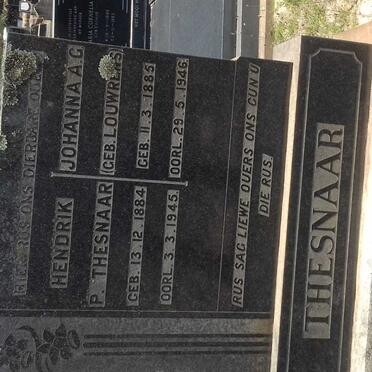 HIER RUS ONS DIERBARE OUERS
HENDRIK
P. THESNAAR
GEB. 13.12.1884
OORL. 3.3.1945.
JOHANNA A.G.
(GEB. LOUWRENS)
GEB. 11.3.1885
OORL. 29.5.1946.
RUS SAG LIEWE OUERS ONS GUN U
DIE RUS.
THESNAAR